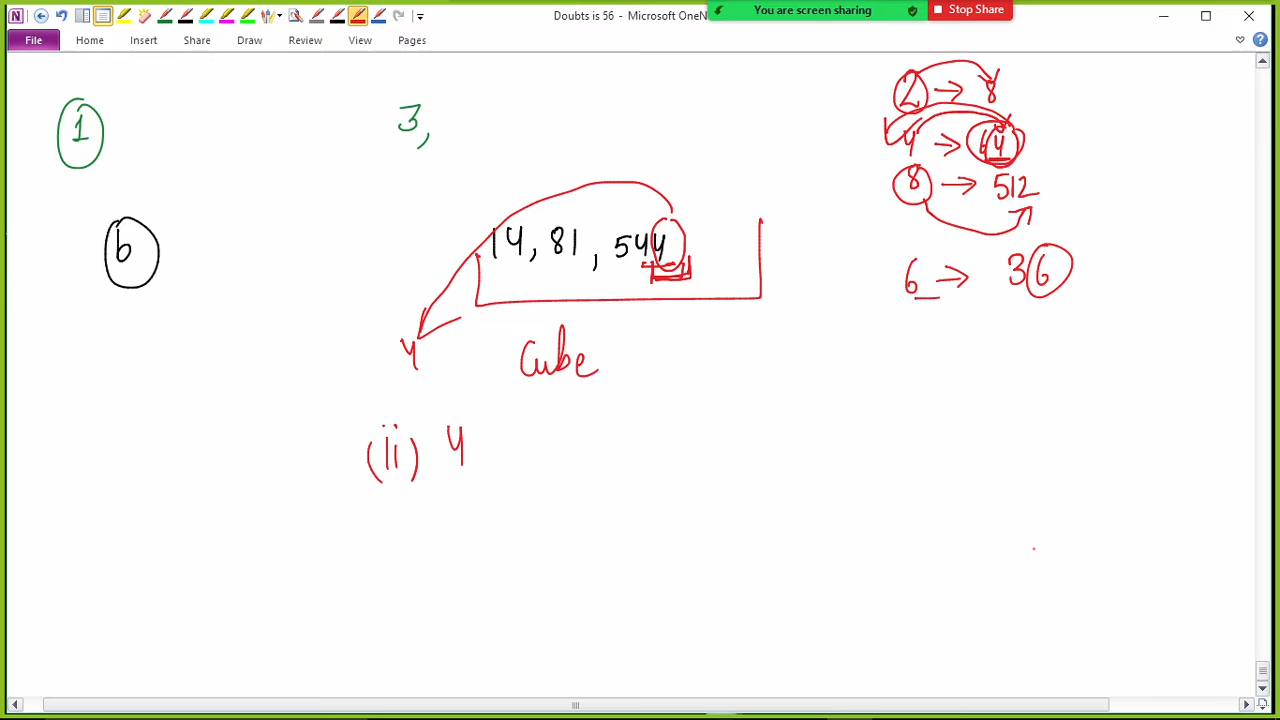 Doubts is 56 - Microsoft OneN
You are screen sharing
Stop Share
File Home Insert Share Draw Review View Pages
1
3,
2 → 8
4 → 64
8 → 512
6
14, 81, 544
6 → 36
4
Cube
(ii) 4